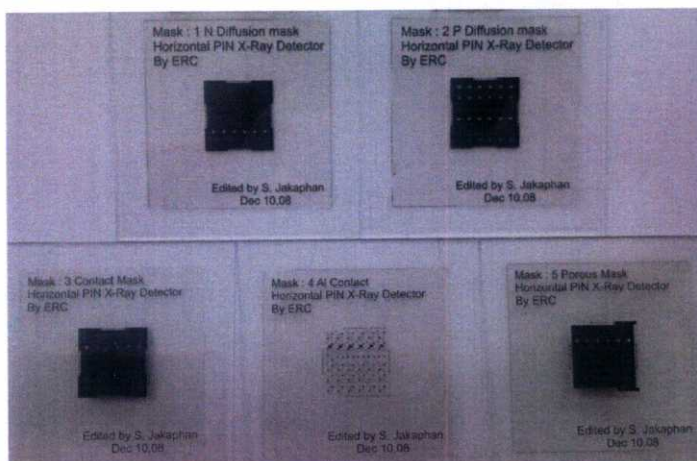 Mask : 1 N Diffusion mask
Horizontal PIN X-Ray Detector
By ERC
Edited by S. Jakaphan
Dec 10,08
Mask : 2 P Diffusion mask
Horizontal PIN X-Ray Detector
By ERC
Edited by S. Jakaphan
Dec 10,08
Mask : 3 Contact Mask
Horizontal PIN X-Ray Detector
By ERC
Edited by S. Jakaphan
Dec 10,08
Mask : 4 Al Contact
Horizontal PIN X-Ray Detector
By ERC
Edited by S. Jakaphan
Dec 10,08
Mask : 5 Porous Mask
Horizontal PIN X-Ray Detector
By ERC
Edited by S. Jakaphan
Dec 10,08